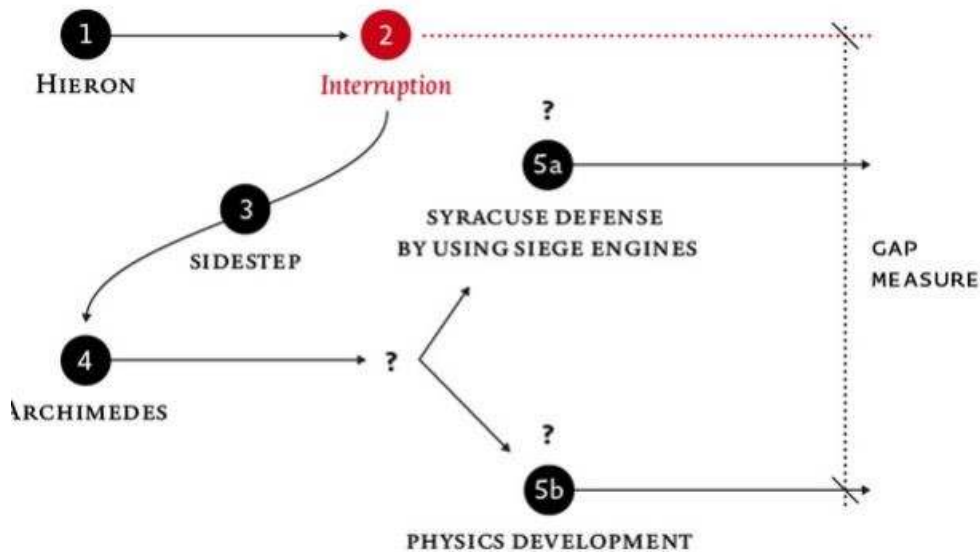 1
2
HIERON
Interruption
?
5a
3
SYRACUSE DEFENSE
BY USING SIEGE ENGINES
SIDESTEP
GAP
MEASURE
4
?
ARCHIMEDES
?
5b
PHYSICS DEVELOPMENT